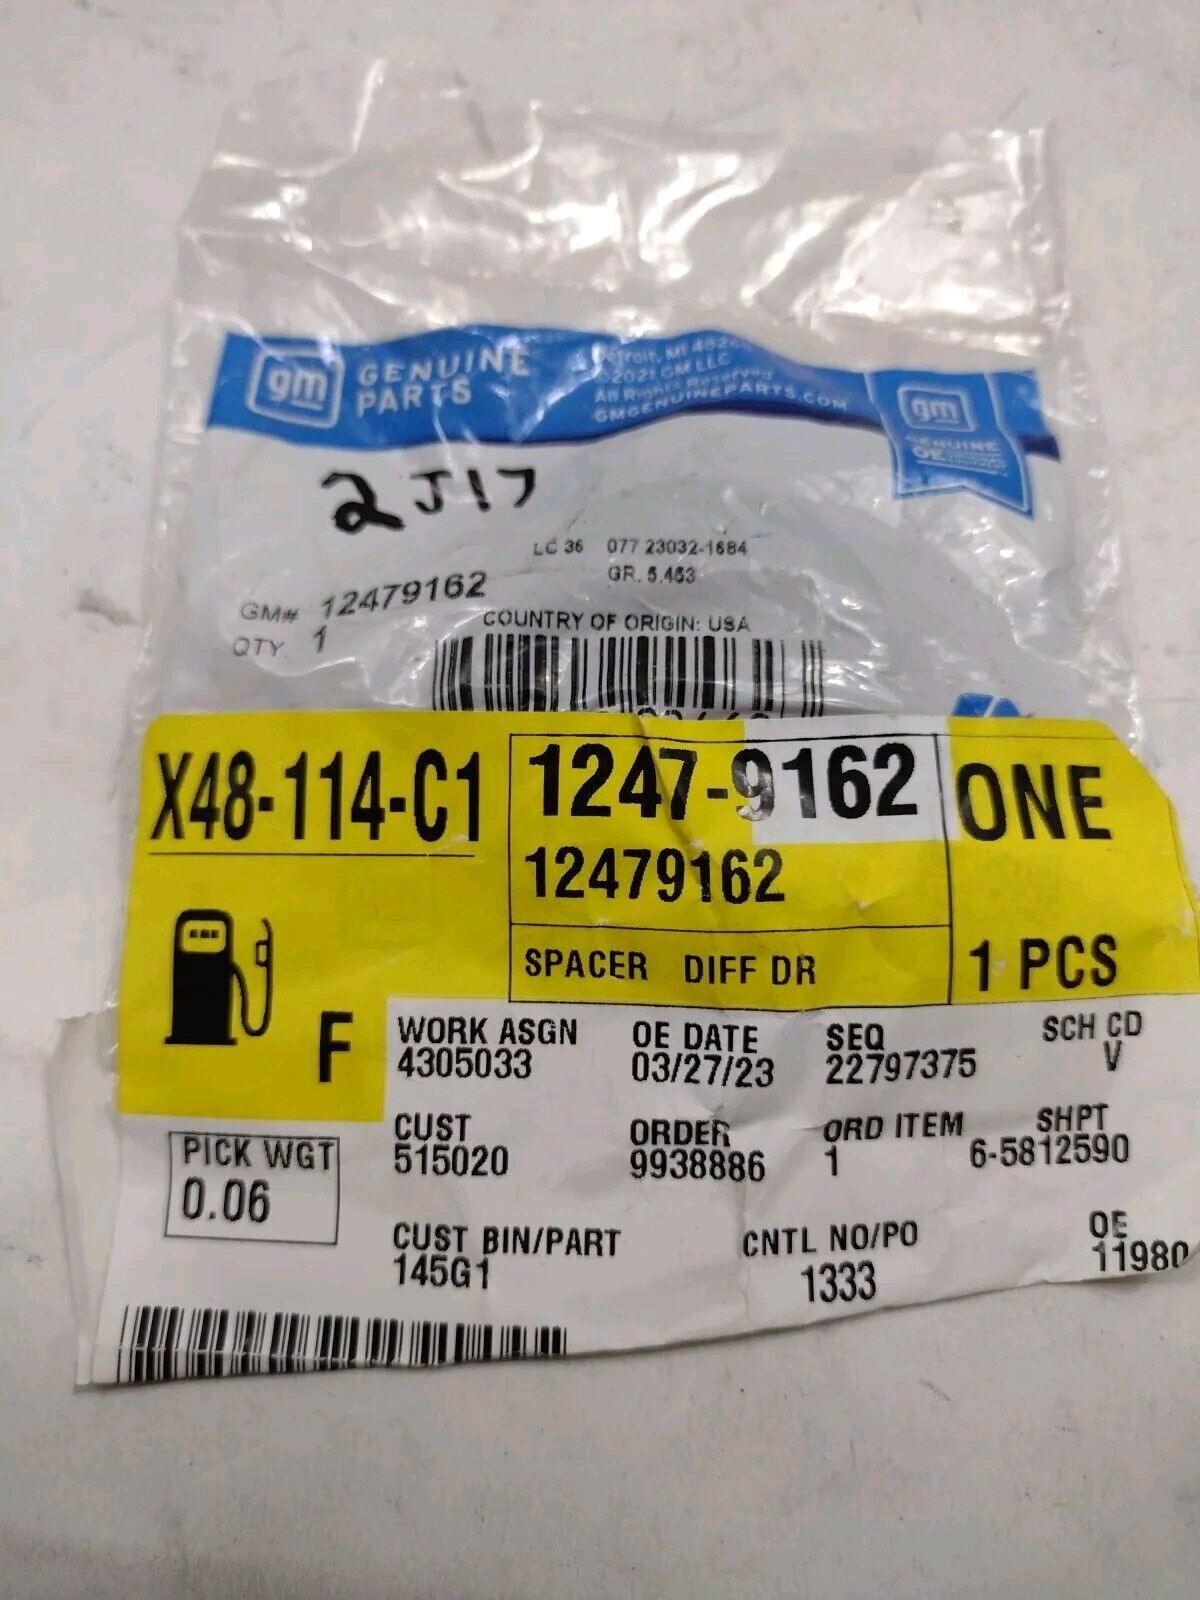 gm GENUINE PARTS
Detroit, MI
©2021 GM LLC
All Rights Reserved
GMGENUINEPARTS.COM
gm
GENUINE
OE ORIGINAL EQUIPMENT
2J17
LC 36 077 23032-1684
GR. 5.453
GM# 12479162
QTY. 1
COUNTRY OF ORIGIN: USA
X48-114-C1
1247-9162
12479162
SPACER DIFF DR
ONE
1 PCS
F
WORK ASGN
4305033
OE DATE
03/27/23
SEQ
22797375
SCH CD
V
PICK WGT
0.06
CUST
515020
ORDER
9938886
ORD ITEM
1
SHPT
6-5812590
CUST BIN/PART
145G1
CNTL NO/PO
1333
OE
11980